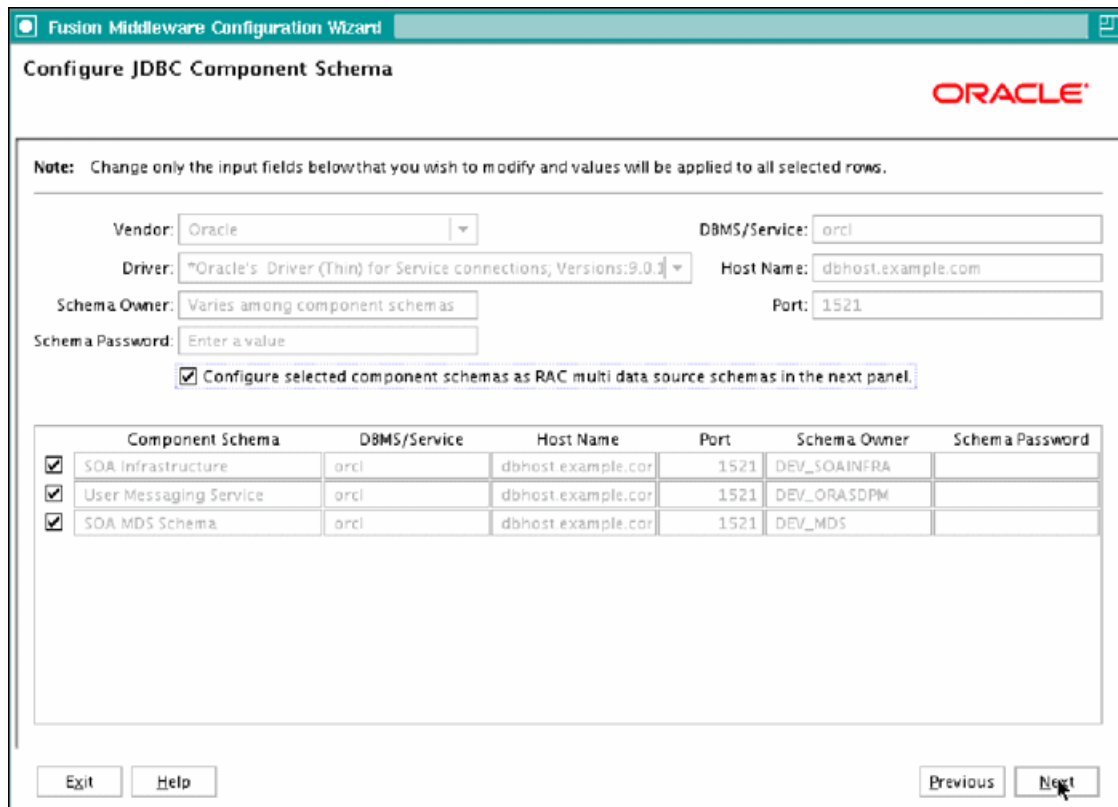 Fusion Middleware Configuration Wizard
Configure JDBC Component Schema
ORACLE
Note: Change only the input fields below that you wish to modify and values will be applied to all selected rows.
Vendor: Oracle DBMS/Service: orcl
Driver: *Oracle's Driver (Thin) for Service connections; Versions:9.0.1 Host Name: dbhost.example.com
Schema Owner: Varies among component schemas Port: 1521
Schema Password: Enter a value
Configure selected component schemas as RAC multi data source schemas in the next panel.
Component Schema DBMS/Service Host Name Port Schema Owner Schema Password
SOA Infrastructure orcl dbhost.example.cor 1521 DEV_SOAINFRA
User Messaging Service orcl dbhost.example.cor 1521 DEV_ORASDPM
SOA MDS Schema orcl dbhost.example.cor 1521 DEV_MDS
Exit Help Previous Next